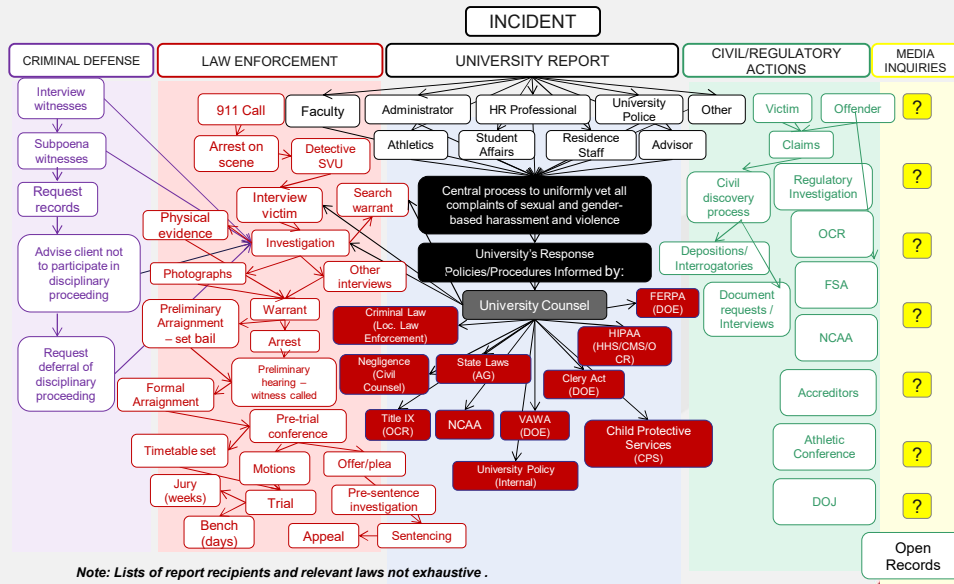 INCIDENT
CRIMINAL DEFENSE
LAW ENFORCEMENT
UNIVERSITY REPORT
CIVIL/REGULATORY
ACTIONS
MEDIA
INQUIRIES
Interview
witnesses
Subpoena
witnesses
Request
records
Advise client not
to participate in
disciplinary
proceeding
Request
deferral of
disciplinary
proceeding
911 Call
Arrest on
scene
Detective
SVU
Interview
victim
Search
warrant
Physical
evidence
Investigation
Photographs
Other
interviews
Warrant
Preliminary
Arraignment
– set bail
Arrest
Preliminary
hearing –
witness called
Formal
Arraignment
Pre-trial
conference
Timetable set
Motions
Offer/plea
Jury
(weeks)
Trial
Pre-sentence
investigation
Bench
(days)
Appeal
Sentencing
Faculty
Administrator
HR Professional
University
Police
Other
Athletics
Student
Affairs
Residence
Staff
Advisor
Central process to uniformly vet all
complaints of sexual and gender-
based harassment and violence
University's Response
Policies/Procedures Informed by:
University Counsel
FERPA
(DOE)
Criminal Law
(Loc. Law
Enforcement)
HIPAA
(HHS/CMS/O
CR)
Negligence
(Civil
Counsel)
State Laws
(AG)
Clery Act
(DOE)
Title IX
(OCR)
NCAA
VAWA
(DOE)
Child Protective
Services
(CPS)
University Policy
(Internal)
Victim
Offender
Claims
Civil
discovery
process
Regulatory
Investigation
Depositions/
Interrogatories
OCR
Document
requests /
Interviews
FSA
NCAA
Accreditors
Athletic
Conference
DOJ
Open
Records
?
?
?
?
?
?
?
Note: Lists of report recipients and relevant laws not exhaustive .